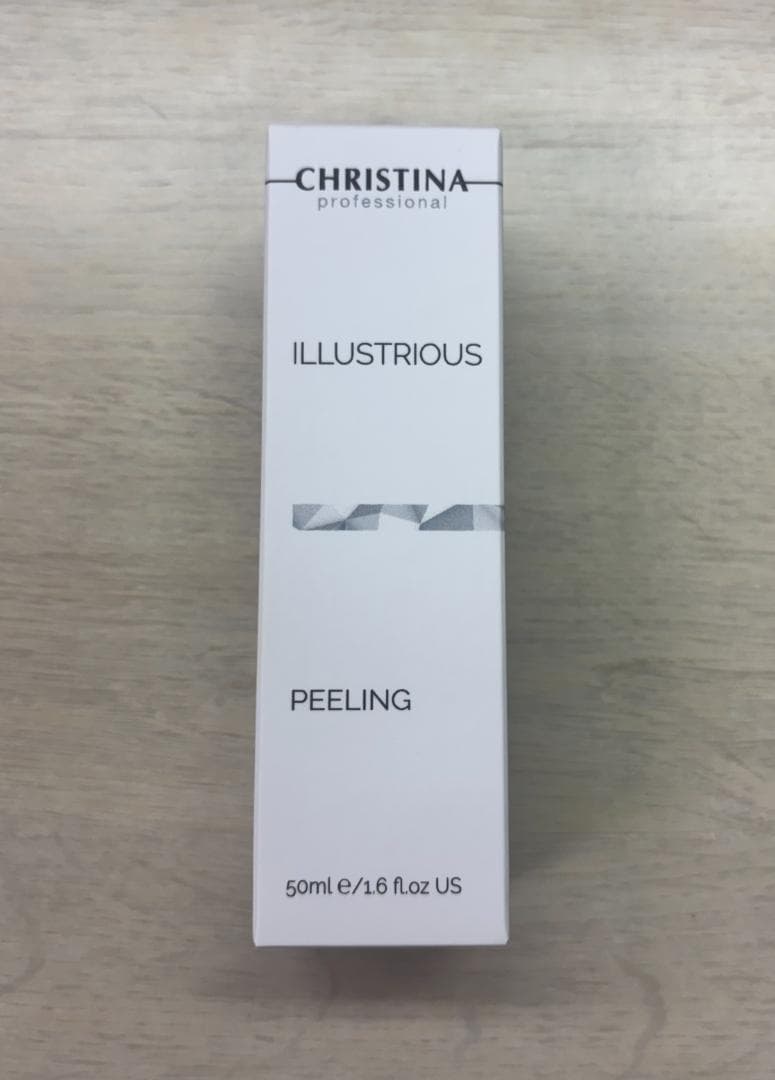 CHRISTINA
professional
ILLUSTRIOUS
PEELING
50ml ℮/1.6 fl.oz US